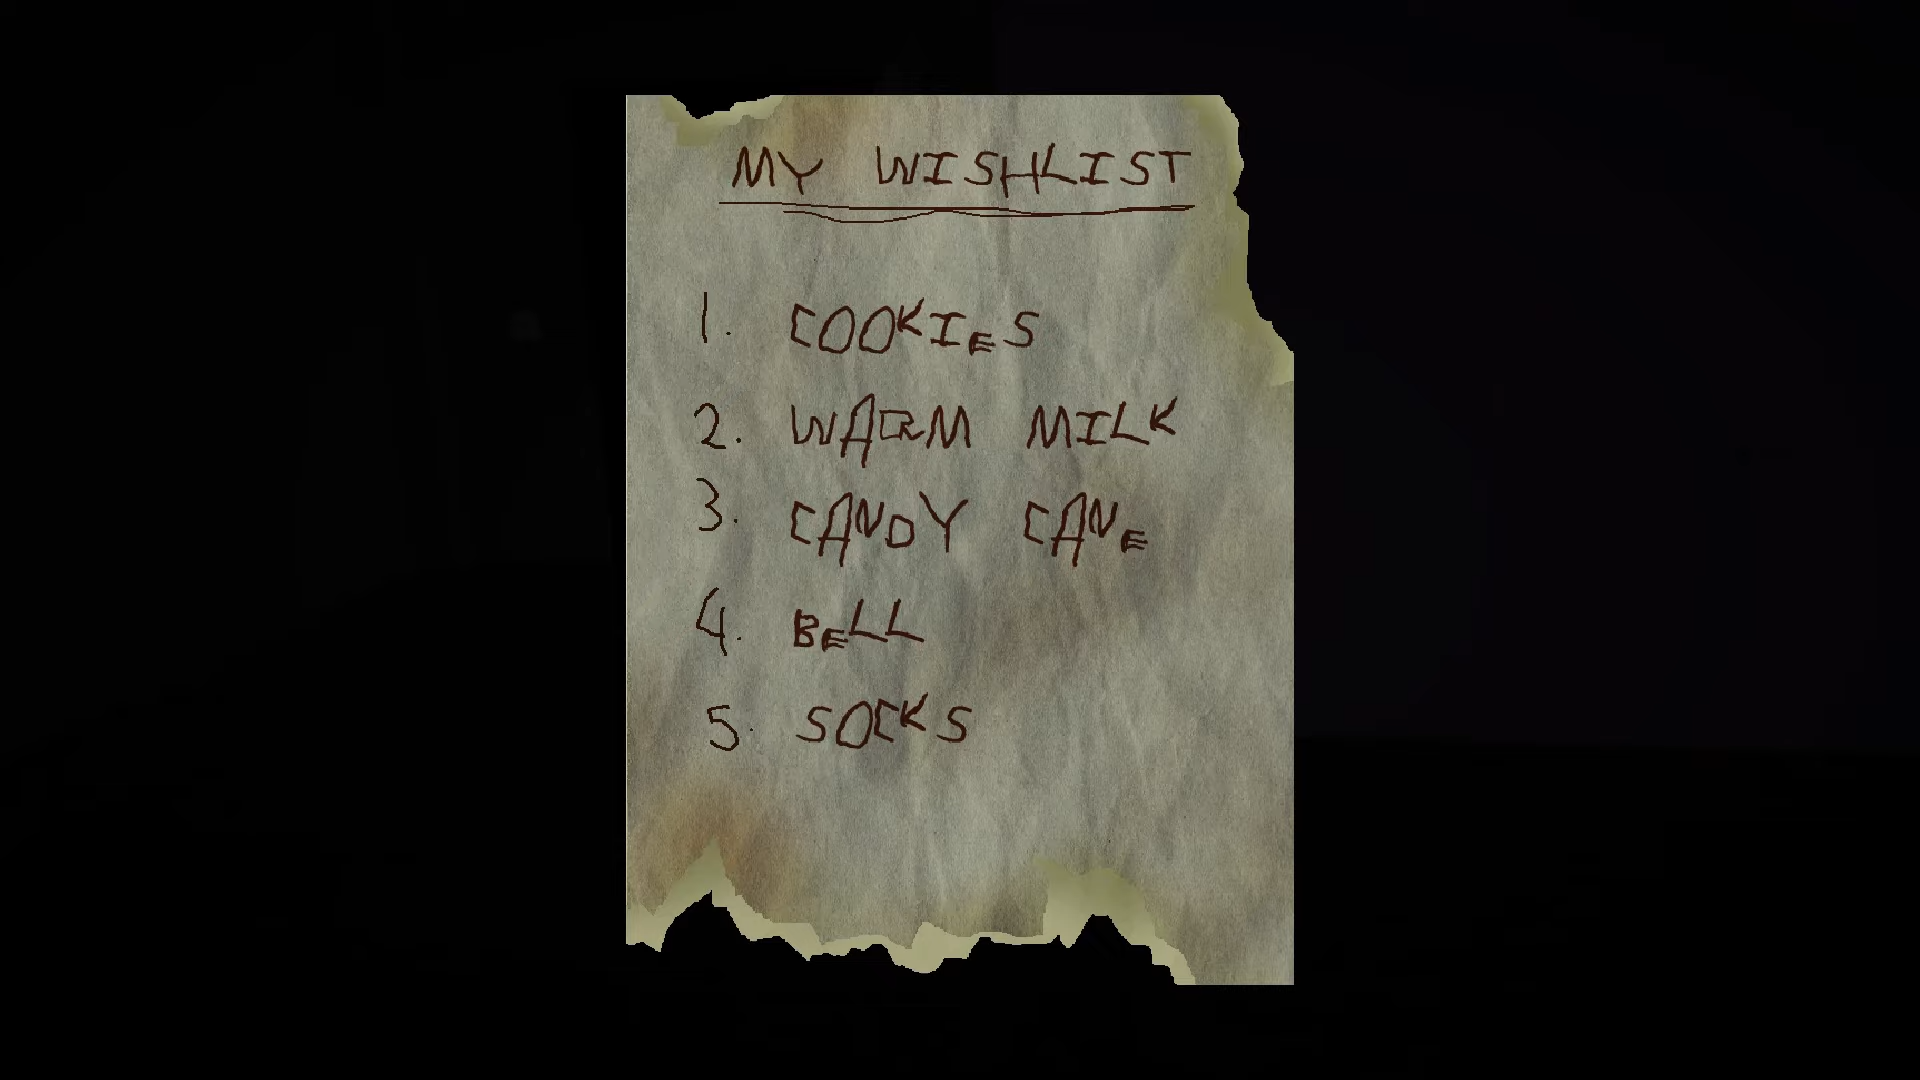 MY WISHLIST
1. COOKIES
2. WARM MILK
3. CANDY CANE
4. BELL
5. SOCKS